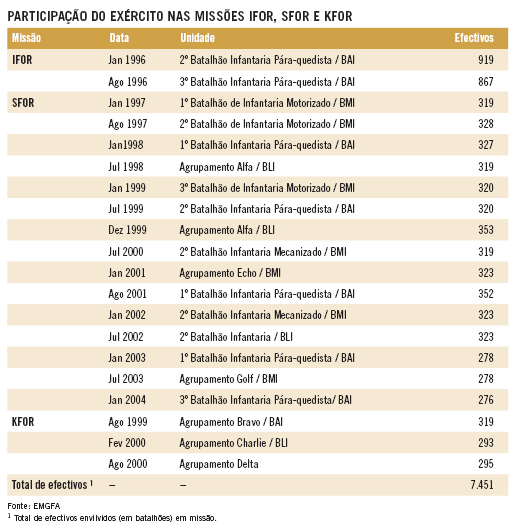 PARTICIPAÇÃO DO EXÉRCITO NAS MISSÕES IFOR, SFOR E KFOR
Missão Data Unidade Efectivos
IFOR Jan 1996 2º Batalhão Infantaria Pára-quedista / BAI 919
Ago 1996 3º Batalhão Infantaria Pára-quedista / BAI 867
SFOR Jan 1997 1º Batalhão de Infantaria Motorizado / BMI 319
Ago 1997 2º Batalhão de Infantaria Motorizado / BMI 328
Jan1998 1º Batalhão Infantaria Pára-quedista / BAI 327
Jul 1998 Agrupamento Alfa / BLI 319
Jan 1999 3º Batalhão de Infantaria Motorizado / BMI 320
Jul 1999 2º Batalhão Infantaria Pára-quedista / BAI 320
Dez 1999 Agrupamento Alfa / BLI 353
Jul 2000 2º Batalhão Infantaria Mecanizado / BMI 319
Jan 2001 Agrupamento Echo / BMI 323
Ago 2001 1º Batalhão Infantaria Pára-quedista / BAI 352
Jan 2002 2º Batalhão Infantaria Mecanizado / BMI 323
Jul 2002 2º Batalhão Infantaria / BLI 323
Jan 2003 1º Batalhão Infantaria Pára-quedista / BAI 278
Jul 2003 Agrupamento Golf / BMI 278
Jan 2004 3º Batalhão Infantaria Pára-quedista/ BAI 276
KFOR Ago 1999 Agrupamento Bravo / BAI 319
Fev 2000 Agrupamento Charlie / BLI 293
Ago 2000 Agrupamento Delta 295
Total de efectivos ¹ – – 7.451
Fonte: EMGFA
¹ Total de efectivos envilvidos (em batalhões) em missão.